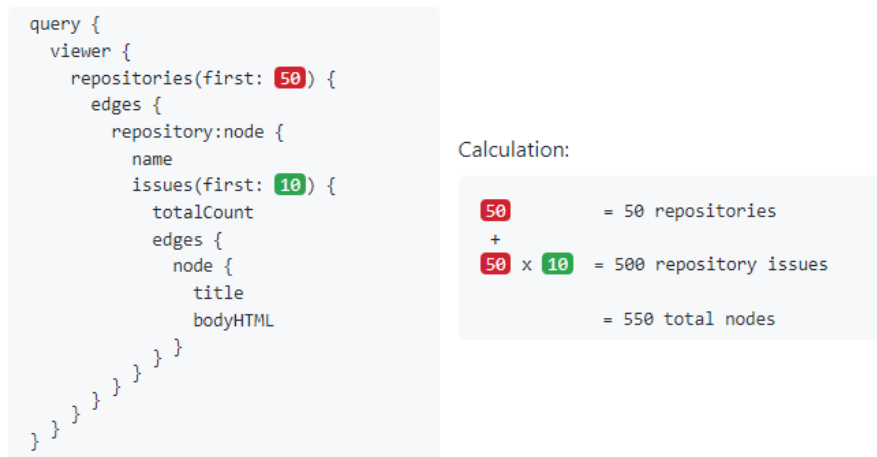 query {
viewer {
repositories(first: 50) {
edges {
repository:node {
name
issues(first: 10) {
totalCount
edges {
node {
title
bodyHTML
}
}
}
}
}
}
}
}
Calculation:
50 = 50 repositories
+
50 x 10 = 500 repository issues
= 550 total nodes